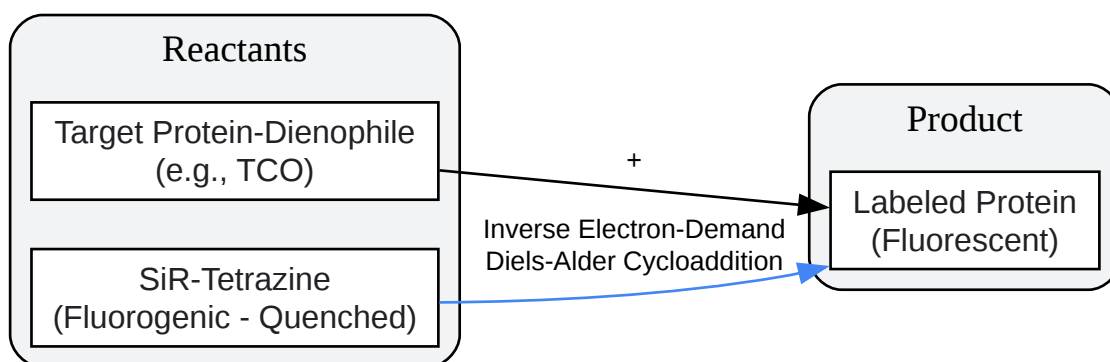 Reactants
Target Protein-Dienophile
(e.g., TCO)
SiR-Tetrazine
(Fluorogenic - Quenched)
+
Inverse Electron-Demand
Diels-Alder Cycloaddition
Product
Labeled Protein
(Fluorescent)